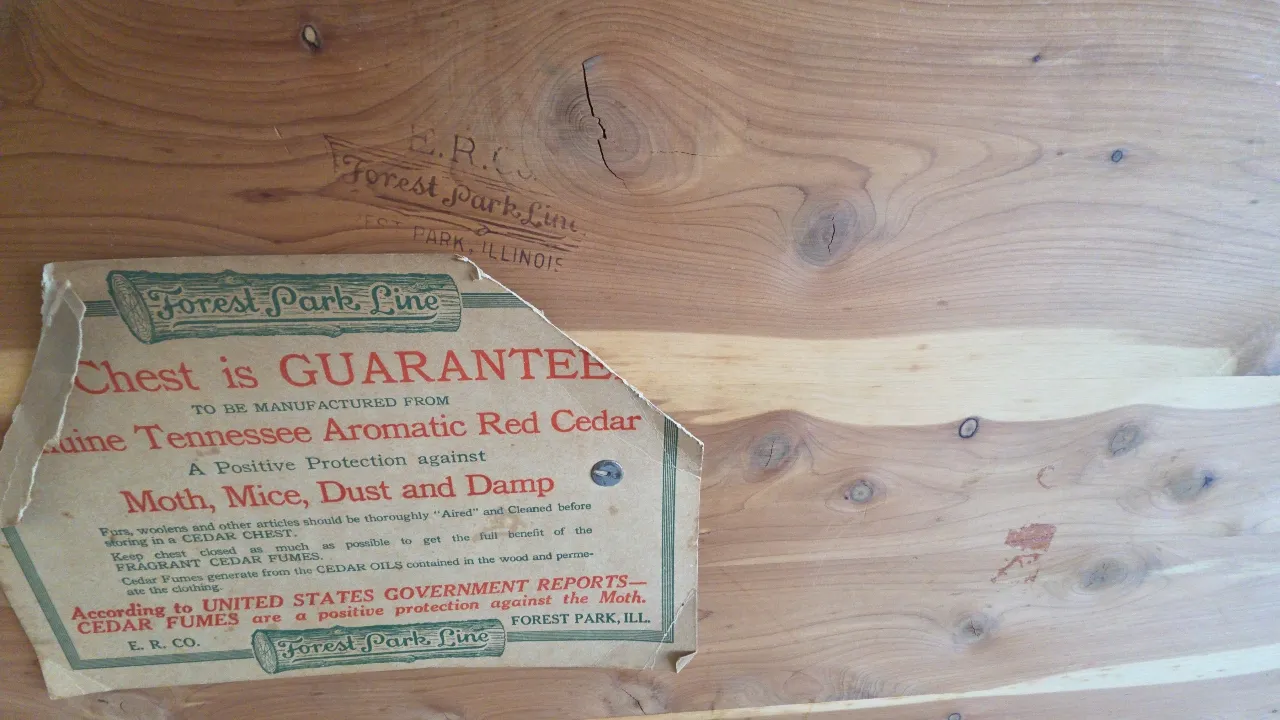 E.R.Co.
Forest Park Line
PARK, ILLINOIS
Forest Park Line
Chest is GUARANTEE
TO BE MANUFACTURED FROM
uine Tennessee Aromatic Red Cedar
A Positive Protection against
Moth, Mice, Dust and Damp
Furs, woolens and other articles should be thoroughly "Aired" and Cleaned before
storing in a CEDAR CHEST.
Keep chest closed as much as possible to get the full benefit of the
FRAGRANT CEDAR FUMES.
Cedar Fumes generate from the CEDAR OILS contained in the wood and perme-
ate the clothing.
According to UNITED STATES GOVERNMENT REPORTS—
CEDAR FUMES are a positive protection against the Moth.
E. R. CO.
Forest Park Line
FOREST PARK, ILL.